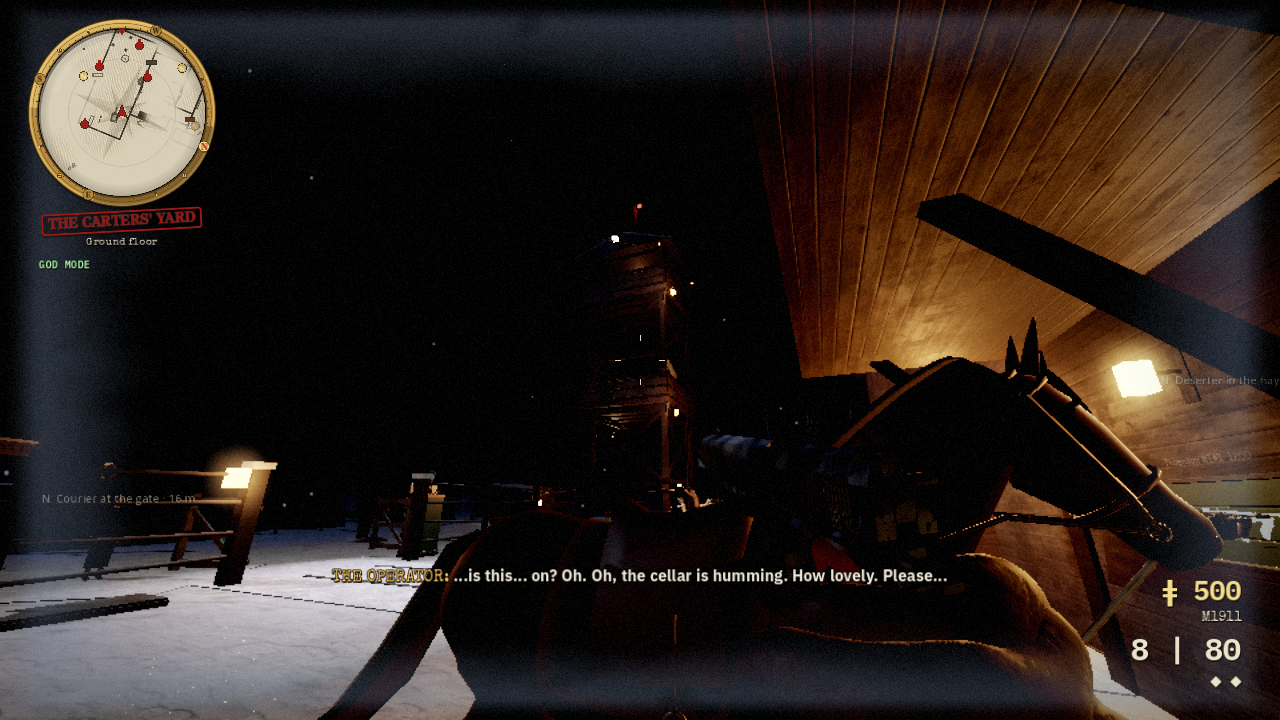 W
S
N
E
THE CARTERS' YARD
Ground floor
GOD MODE
Deserter in the hay
N Courier at the gate · 16 m
THE OPERATOR: ...is this... on? Oh. Oh, the cellar is humming. How lovely. Please...
500
M1911
8 | 80